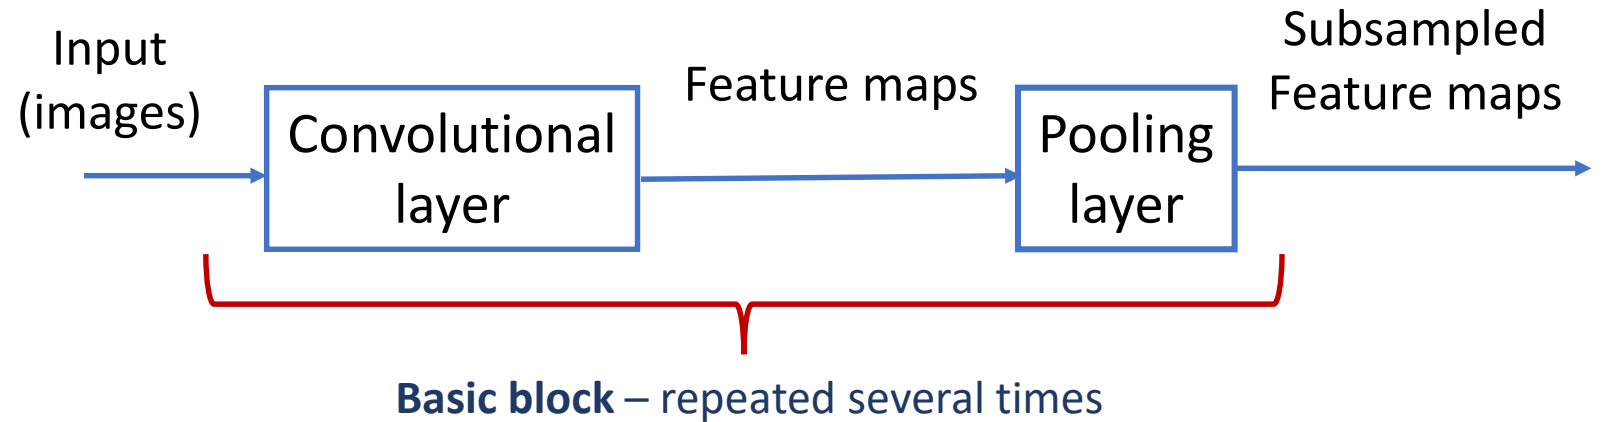 Input
(images)
Convolutional
layer
Feature maps
Pooling
layer
Subsampled
Feature maps
Basic block – repeated several times